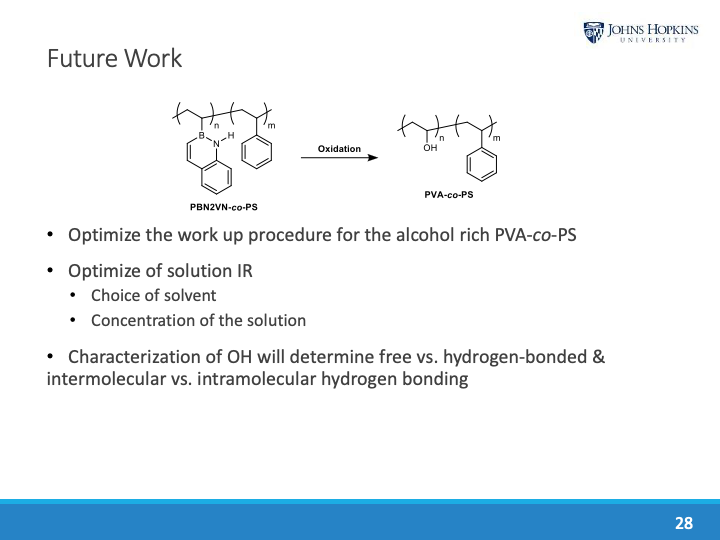 JOHNS HOPKINS
UNIVERSITY
Future Work
n
m
B
N
H
Oxidation
n
m
OH
PVA-co-PS
PBN2VN-co-PS
• Optimize the work up procedure for the alcohol rich PVA-co-PS
• Optimize of solution IR
• Choice of solvent
• Concentration of the solution
• Characterization of OH will determine free vs. hydrogen-bonded &
intermolecular vs. intramolecular hydrogen bonding
28